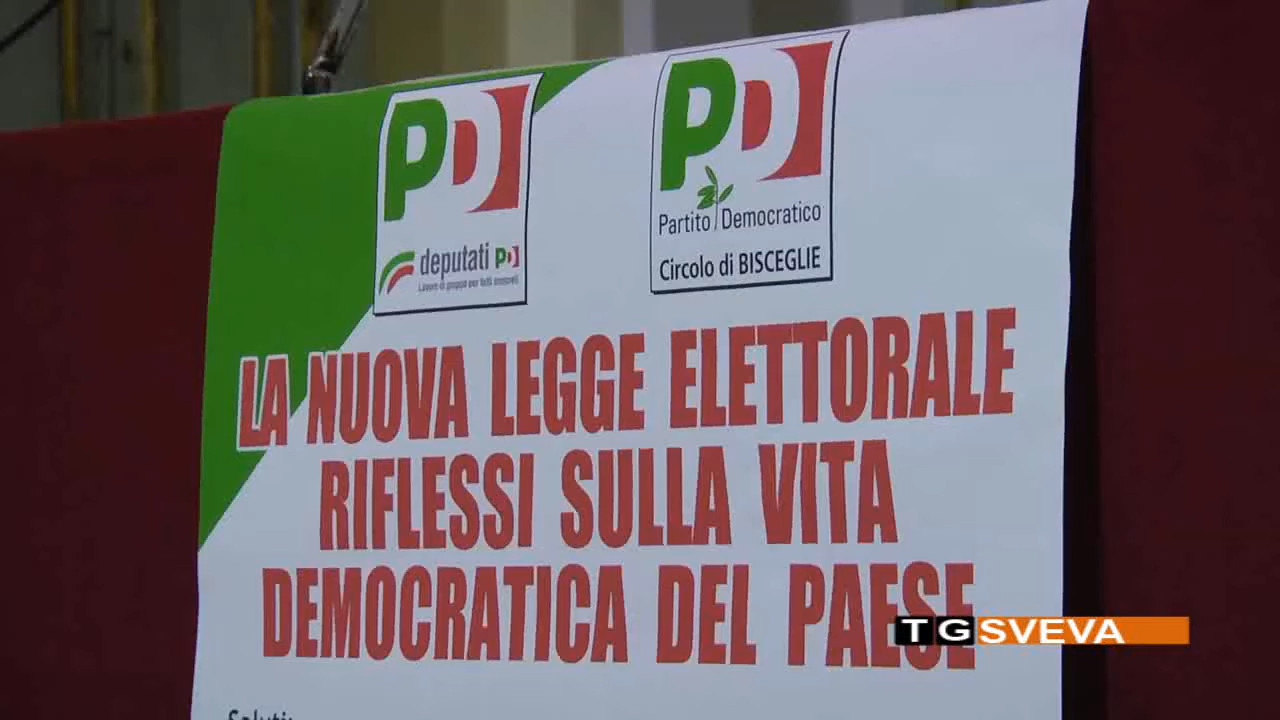 PD
deputati PD
PD
Partito Democratico
Circolo di BISCEGLIE
LA NUOVA LEGGE ELETTORALE
RIFLESSI SULLA VITA
DEMOCRATICA DEL PAESE
TGSVEVA